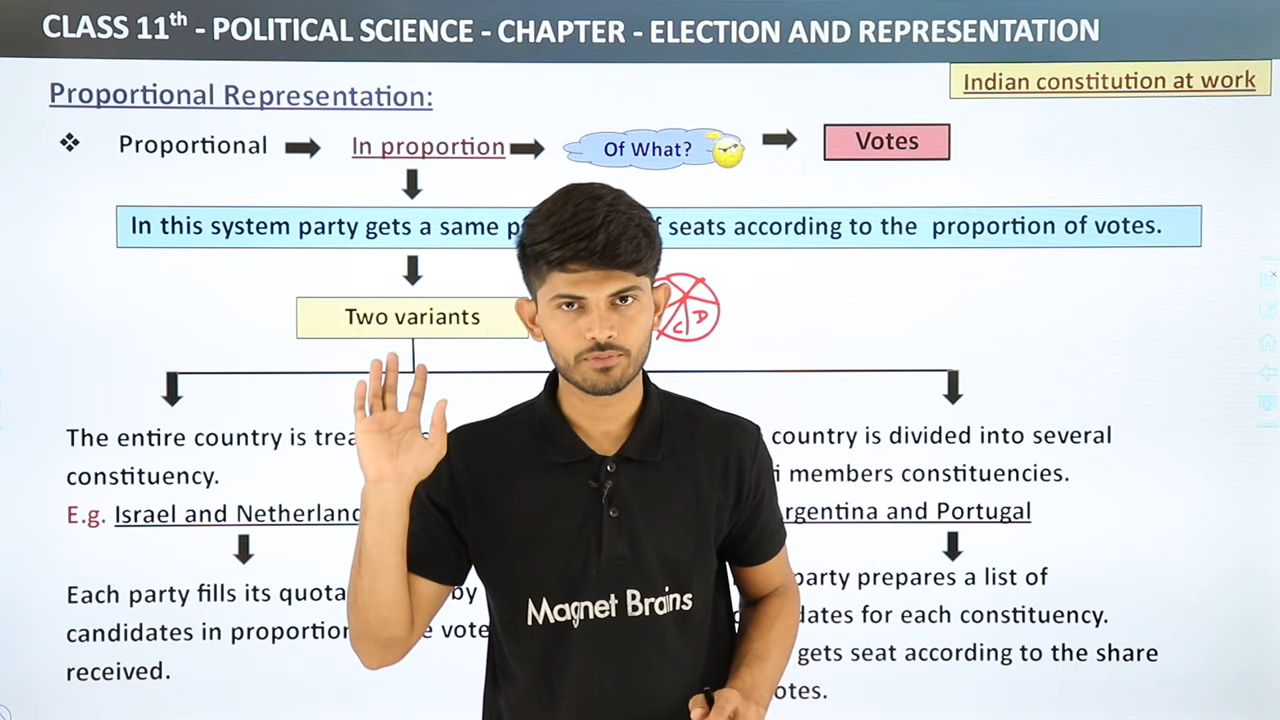 CLASS 11th - POLITICAL SCIENCE - CHAPTER - ELECTION AND REPRESENTATION
Indian constitution at work
Proportional Representation:
Proportional In proportion Of What? Votes
In this system party gets a same of seats according to the proportion of votes.
Two variants
C D
The entire country is country is divided into several
constituency. members constituencies.
E.g. Israel and Netherland rgentina and Portugal
Each party fills its quota by party prepares a list of
candidates in proportion vote dates for each constituency.
received. gets seat according to the share
otes.
Magnet Brains